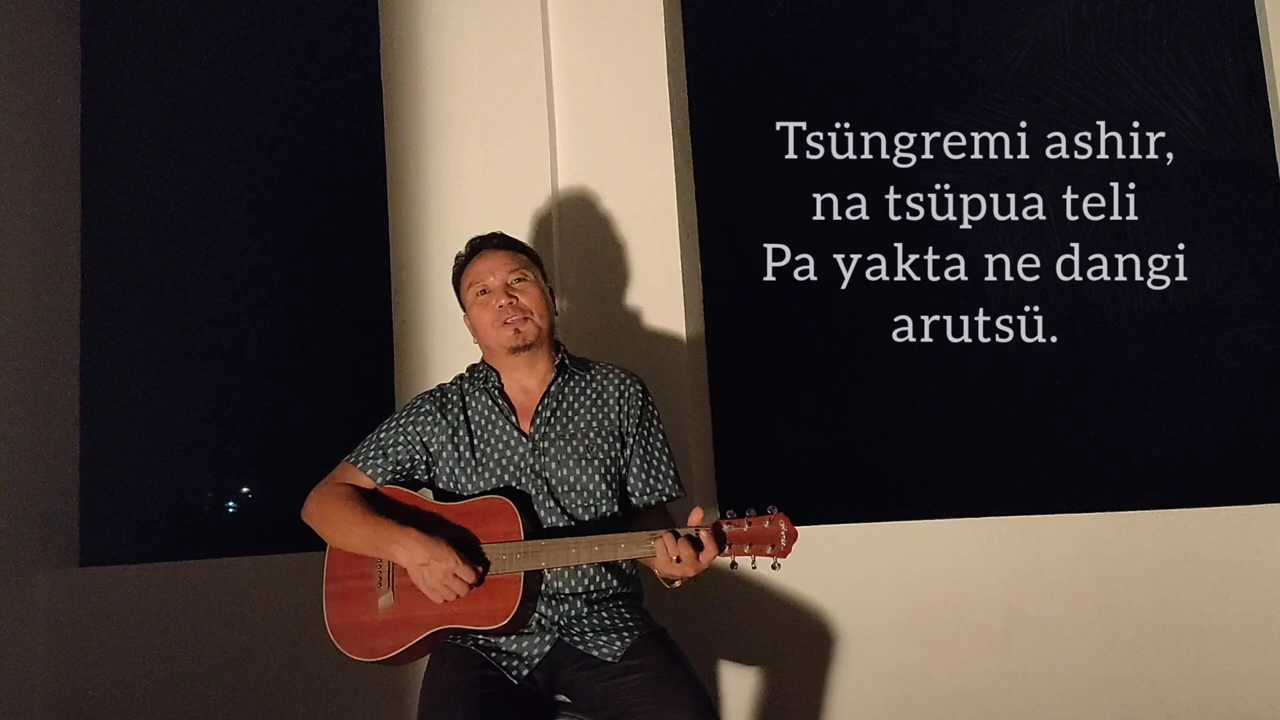 Tsüngremi ashir,
na tsüpua teli
Pa yakta ne dangi
arutsü.